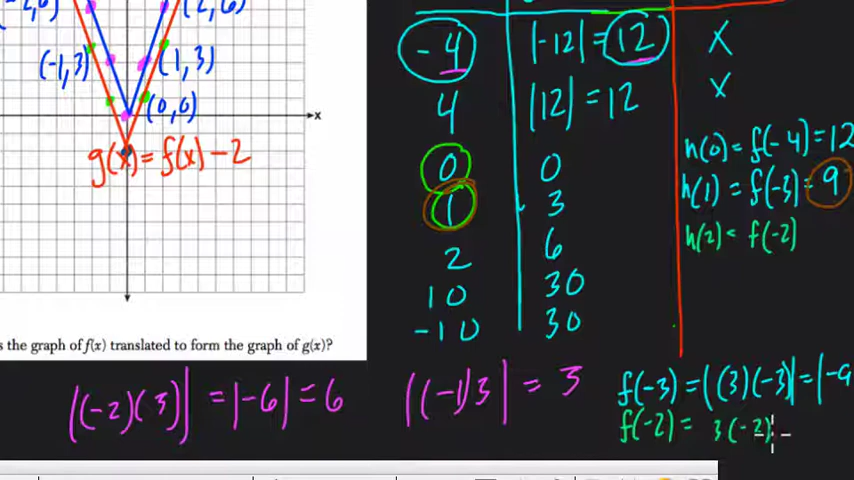 (2, 6)
(-1,3)
(1, 3)
(0,0)
x
g(x)= f(x) -2
s the graph of f(x) translated to form the graph of g(x)?
-4 |-12| = 12 X
4 |12| = 12 X
0 0 h(0)= f(-4) = 12
1 3 h(1) = f(-3) = 9
2 6 h(2)= f(-2)
10 30
-10 30
|(-2)(3)| = |-6| = 6
|(-1)3| = 3
f(-3) = |(3)(-3)| = |-9
f(-2) = 3(-2)